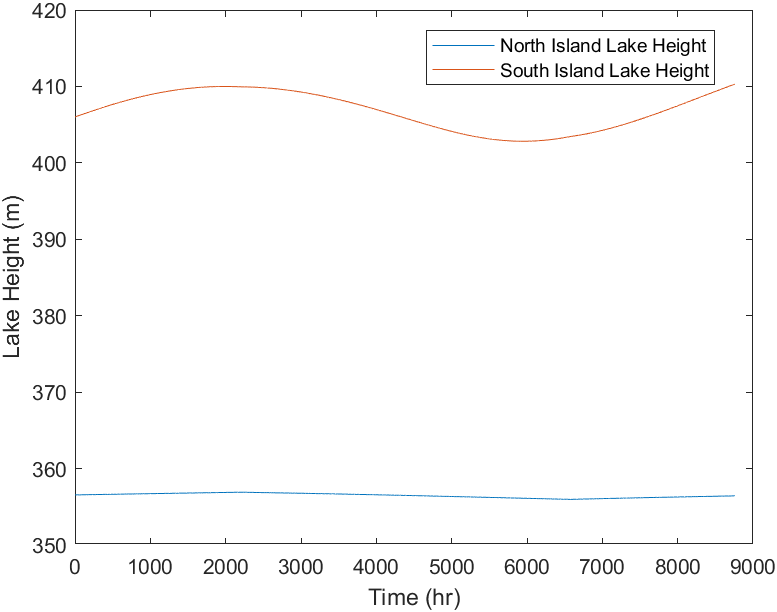 420
410
400
390
380
370
360
350
Lake Height (m)
North Island Lake Height
South Island Lake Height
0 1000 2000 3000 4000 5000 6000 7000 8000 9000
Time (hr)